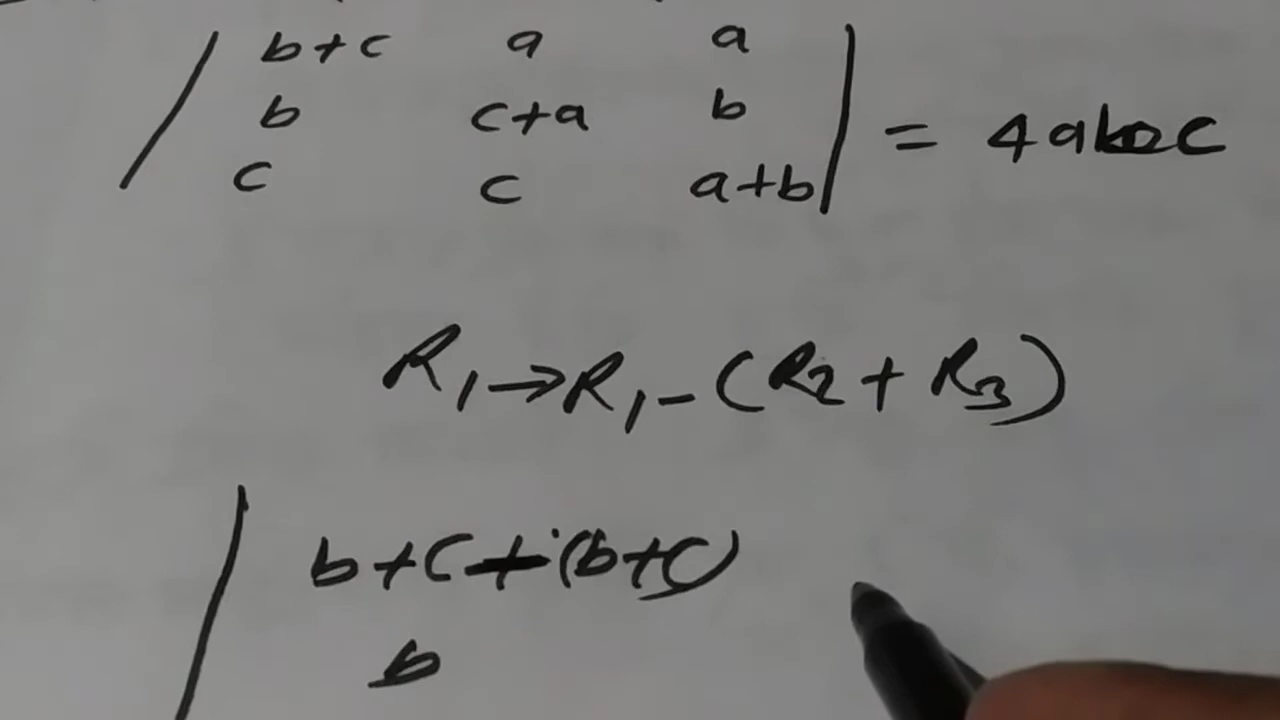 | b+c a a |
| b c+a b | = 4abc
| c c a+b |
R1→R1-(R2+R3)
| b+c-(b+c)
b